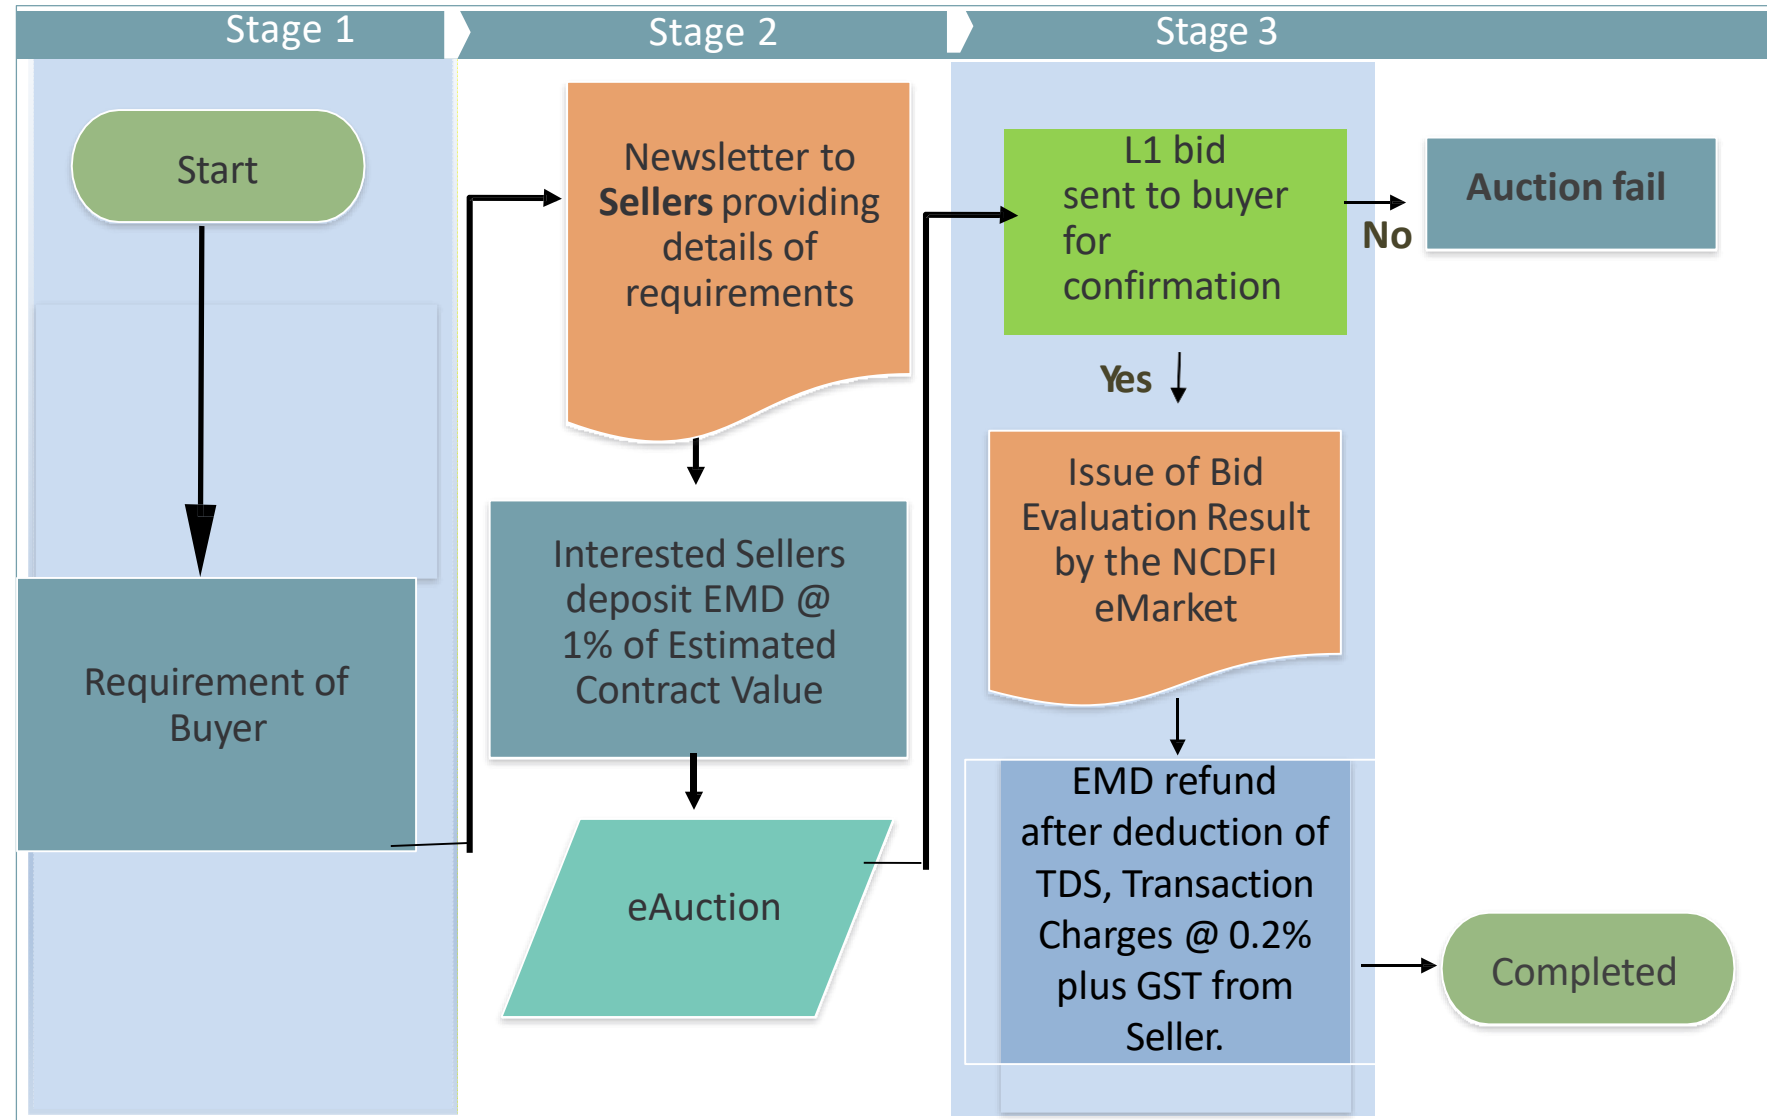 Stage 1
Stage 2
Stage 3
Start
Requirement of
Buyer
Newsletter to
Sellers providing
details of
requirements
Interested Sellers
deposit EMD @
1% of Estimated
Contract Value
eAuction
L1 bid
sent to buyer
for
confirmation
No
Auction fail
Yes
Issue of Bid
Evaluation Result
by the NCDFI
eMarket
EMD refund
after deduction of
TDS, Transaction
Charges @ 0.2%
plus GST from
Seller.
Completed